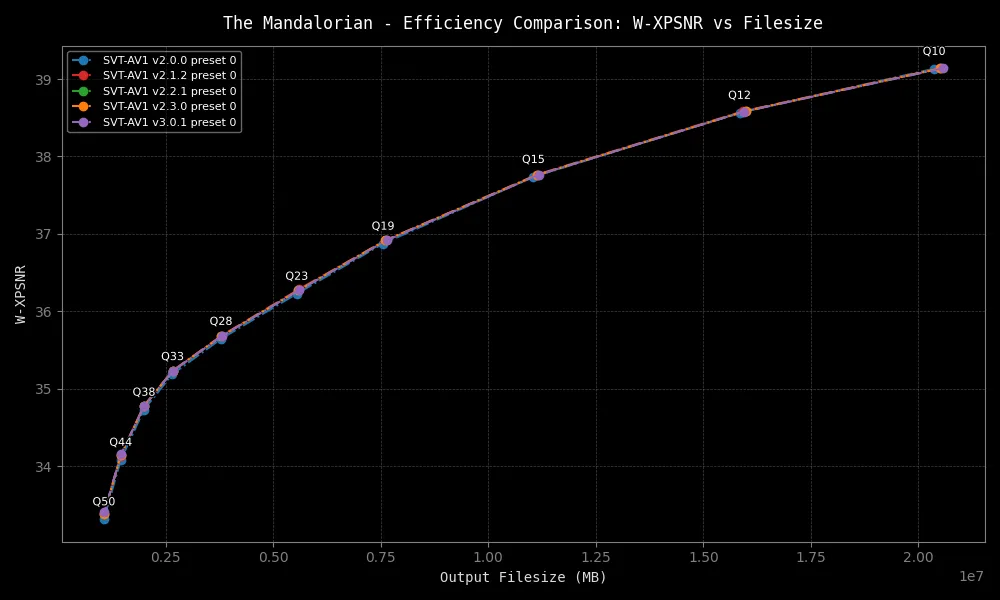 The Mandalorian - Efficiency Comparison: W-XPSNR vs Filesize
SVT-AV1 v2.0.0 preset 0
SVT-AV1 v2.1.2 preset 0
SVT-AV1 v2.2.1 preset 0
SVT-AV1 v2.3.0 preset 0
SVT-AV1 v3.0.1 preset 0
Q10
Q12
Q15
Q19
Q23
Q28
Q33
Q38
Q44
Q50
W-XPSNR
39
38
37
36
35
34
0.25 0.50 0.75 1.00 1.25 1.50 1.75 2.00
1e7
Output Filesize (MB)